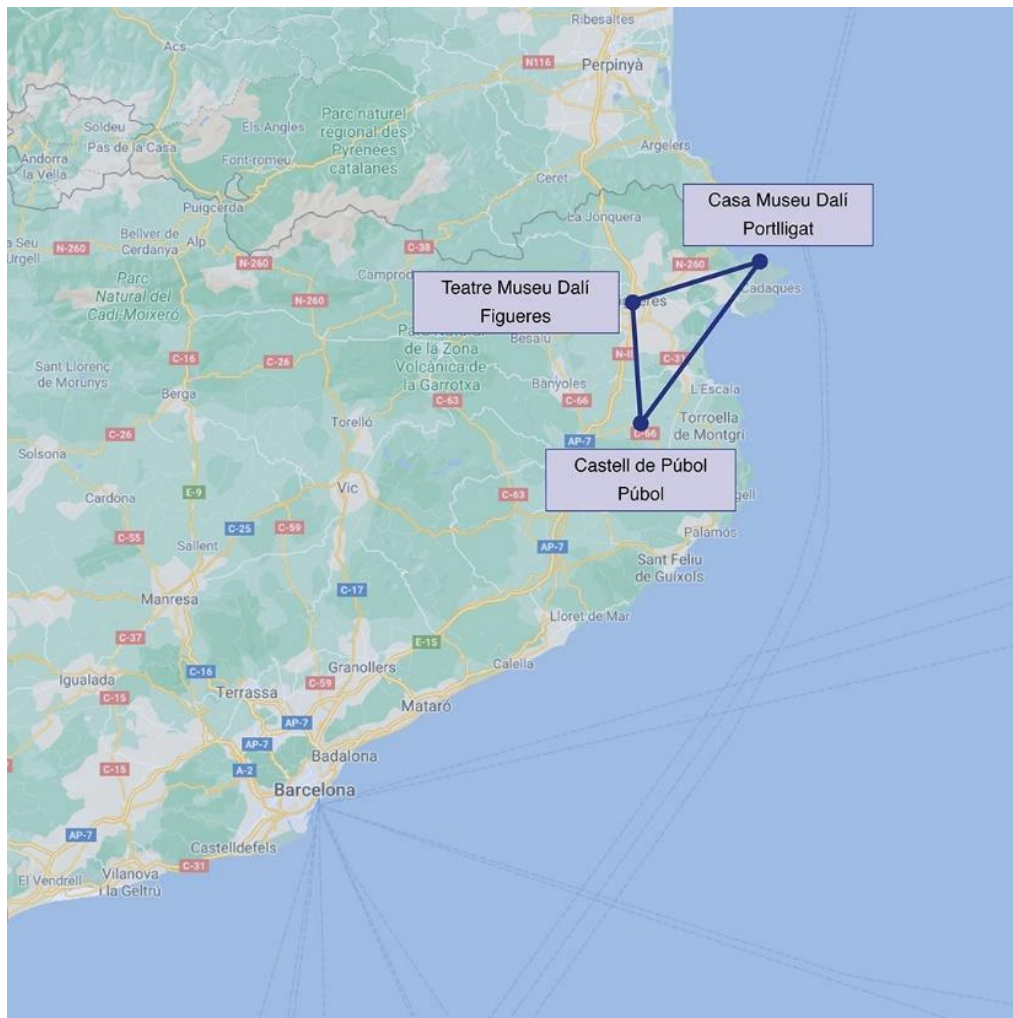 Ribesaltes
Acs
N116
Perpinyà
Parc naturel
régional des
Pyrénées
catalanes
Soldeu
Pas de la Casa
Els Angles
Andorra
la Vella
Font-romeu
Argelers
Ceret
Puigcerdà
La Jonquera
Casa Museu Dalí
Portlligat
Bellver de
Cerdanya
Alp
a Seu
Urgell
N-260
C-38
N-260
N-260
Parc
Natural del
Cadí-Moixeró
Camprod
N-260
Cadaqués
Teatre Museu Dalí
Figueres
eres
de la Zona
Volcànica de
la Garrotxa
Besalú
N-II
C-31
Sant Llorenç
de Morunys
C-16
C-26
Banyoles
L'Escala
Berga
C-63
C-66
Torelló
Torroella
de Montgrí
C-26
AP-7
C-66
Solsona
Castell de Púbol
Púbol
Vic
E-9
Cardona
C-63
gell
C-25
C-59
Palamós
C-55
Sallent
AP-7
Sant Feliu
de Guíxols
C-17
Manresa
Lloret de Mar
C-37
E-15
Granollers
Calella
C-16
Igualada
C-59
C-15
Terrassa
Mataró
AP-7
AP-7
Badalona
C-15
A-2
Barcelona
AP-7
Castelldefels
C-31
El Vendrell
Vilanova
i la Geltrú